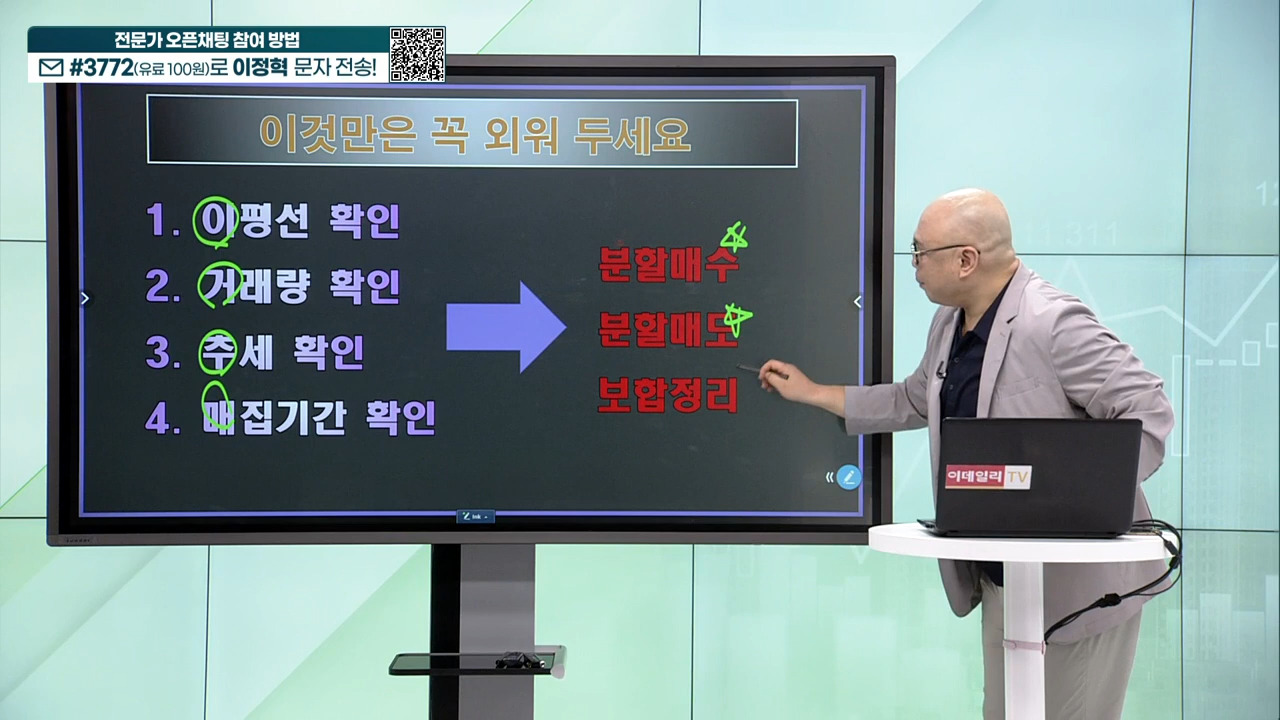 전문가 오픈채팅 참여 방법
#3772(유료 100원)로 이정혁 문자 전송!
이것만은 꼭 외워 두세요
1. 이평선 확인
2. 거래량 확인
3. 추세 확인
4. 매집기간 확인
분할매수
분할매도
보합정리
이데일리 TV
Ink